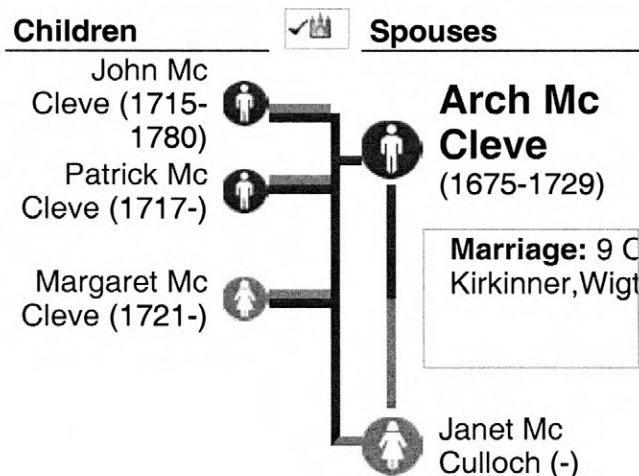 Children
Spouses
John Mc
Cleve (1715-
1780)
Patrick Mc
Cleve (1717-)
Margaret Mc
Cleve (1721-)
Arch Mc
Cleve
(1675-1729)
Marriage: 9
Kirkinner,Wigt
Janet Mc
Culloch (-)